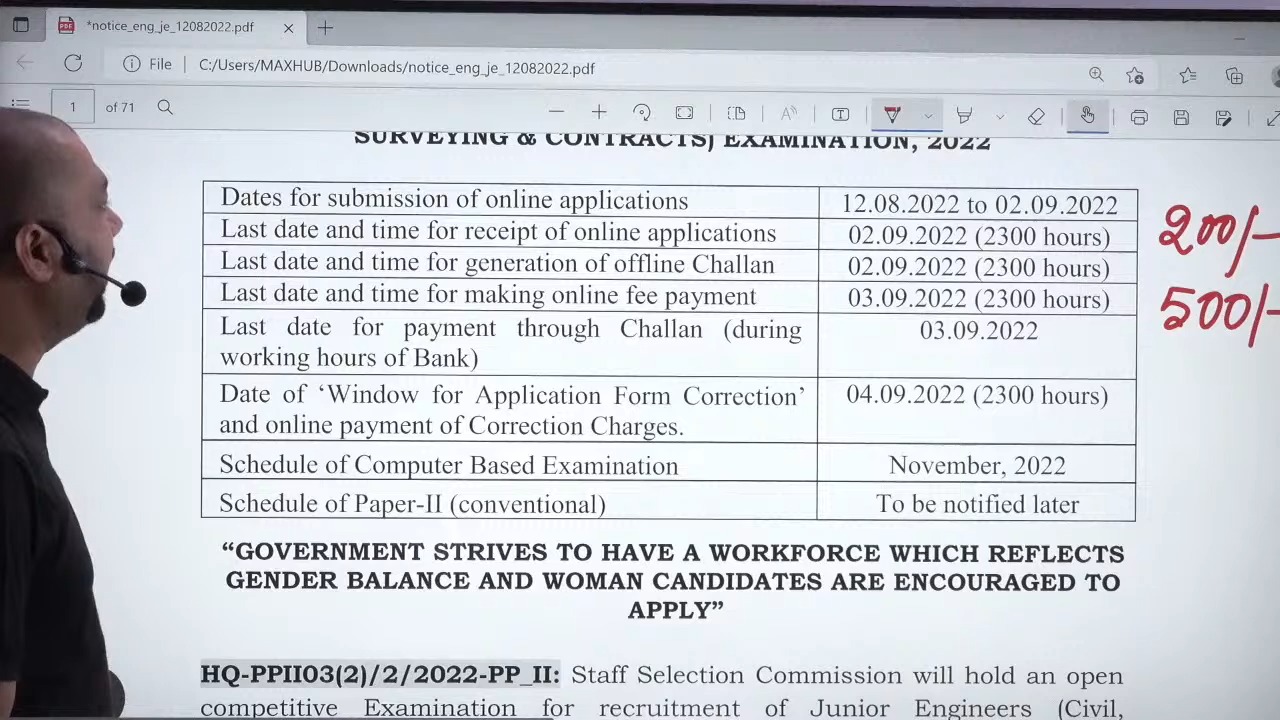 *notice_eng_je_12082022.pdf
File
C:/Users/MAXHUB/Downloads/notice_eng_je_12082022.pdf
1 of 71
SURVEYING & CONTRACTS) EXAMINATION, 2022
Dates for submission of online applications 12.08.2022 to 02.09.2022
Last date and time for receipt of online applications 02.09.2022 (2300 hours)
200/-
Last date and time for generation of offline Challan 02.09.2022 (2300 hours)
Last date and time for making online fee payment 03.09.2022 (2300 hours)
500/-
Last date for payment through Challan (during 03.09.2022
working hours of Bank)
Date of ‘Window for Application Form Correction’ 04.09.2022 (2300 hours)
and online payment of Correction Charges.
Schedule of Computer Based Examination November, 2022
Schedule of Paper-II (conventional) To be notified later
“GOVERNMENT STRIVES TO HAVE A WORKFORCE WHICH REFLECTS
GENDER BALANCE AND WOMAN CANDIDATES ARE ENCOURAGED TO
APPLY”
HQ-PPII03(2)/2/2022-PP_II: Staff Selection Commission will hold an open
competitive Examination for recruitment of Junior Engineers (Civil,